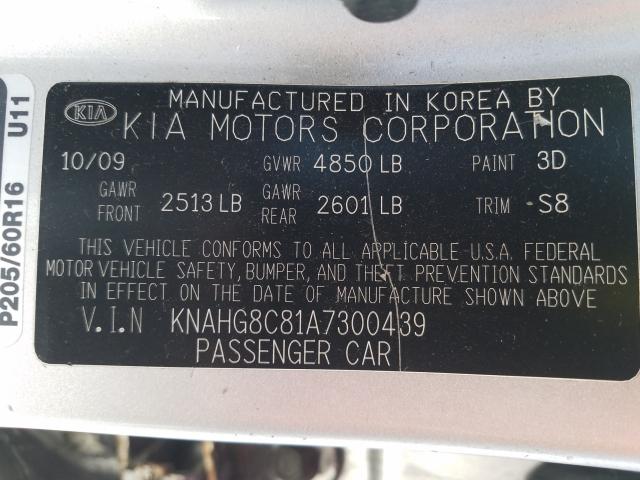 KIA
MANUFACTURED IN KOREA BY
KIA MOTORS CORPORATION
10/09 GVWR 4850 LB PAINT 3D
GAWR FRONT 2513 LB GAWR REAR 2601 LB TRIM -S8
THIS VEHICLE CONFORMS TO ALL APPLICABLE U.S.A. FEDERAL
MOTOR VEHICLE SAFETY, BUMPER, AND THEFT PREVENTION STANDARDS
IN EFFECT ON THE DATE OF MANUFACTURE SHOWN ABOVE
V.I.N KNAHG8C81A7300439
PASSENGER CAR
P205/60R16 U11